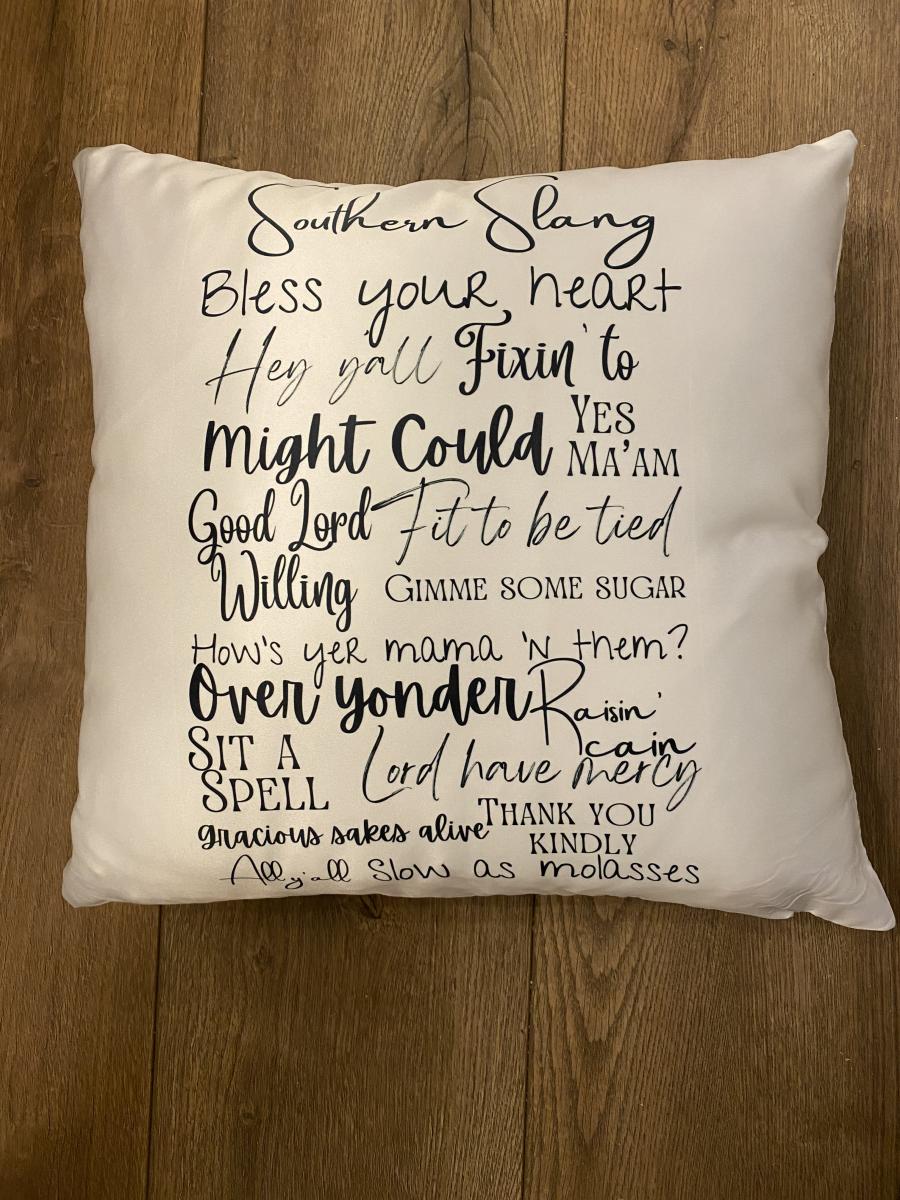 Southern Slang
Bless your heart
Hey y'all Fixin' to
Might Could Yes Ma'am
Good Lord Willing Fit to be tied
Gimme some sugar
How's yer mama 'n them?
Over yonder Raisin' cain
Sit a Spell Lord have mercy
gracious sakes alive Thank you kindly
All y'all Slow as molasses